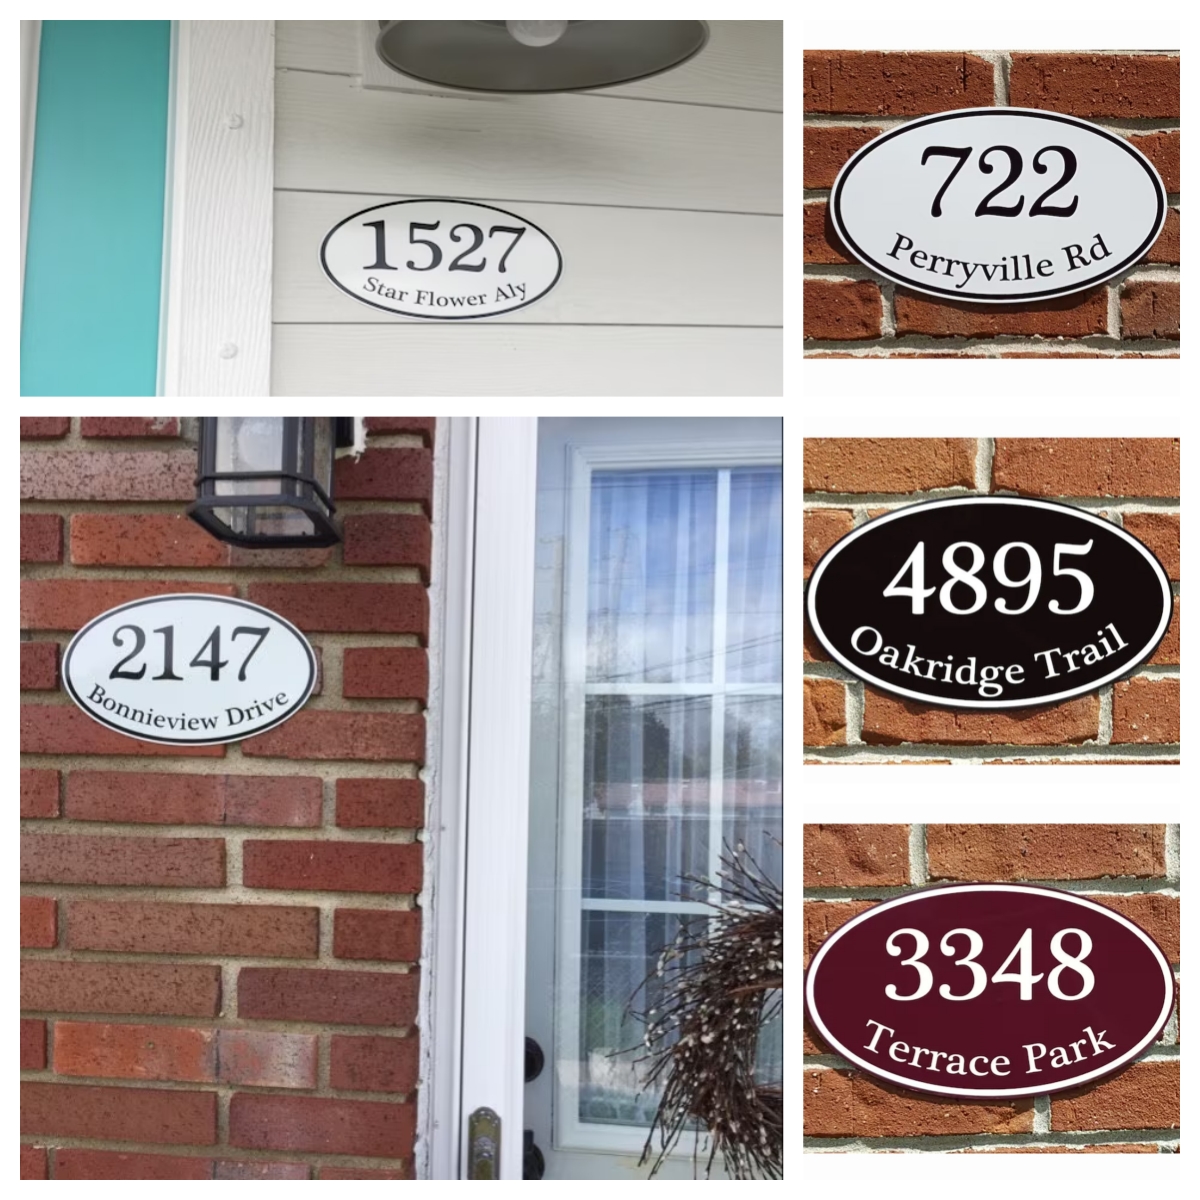 1527
Star Flower Aly
722
Perryville Rd
2147
Bonnieview Drive
4895
Oakridge Trail
3348
Terrace Park